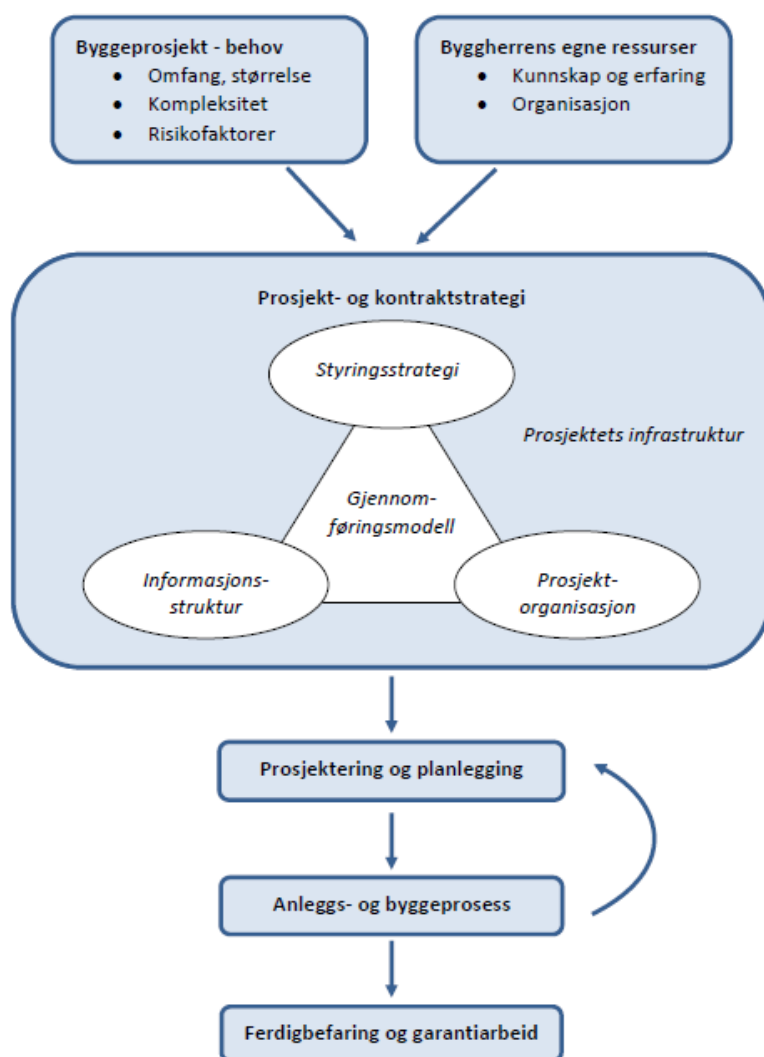 Byggeprosjekt - behov
• Omfang, størrelse
• Kompleksitet
• Risikofaktorer
Byggherrens egne ressurser
• Kunnskap og erfaring
• Organisasjon
Prosjekt- og kontraktstrategi
Styringsstrategi
Prosjektets infrastruktur
Gjennom-
føringsmodell
Informasjons-
struktur
Prosjekt-
organisasjon
Prosjektering og planlegging
Anleggs- og byggeprosess
Ferdigbefaring og garantiarbeid